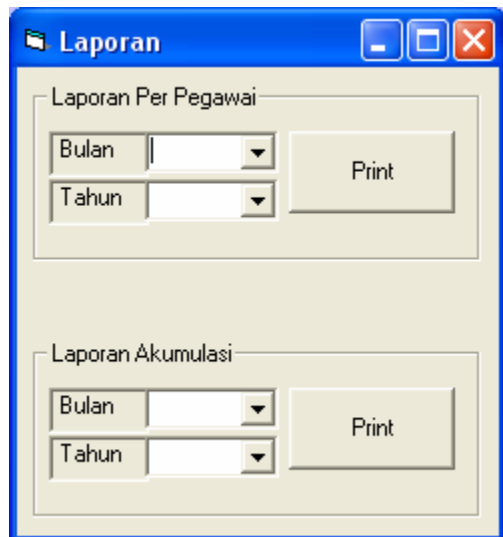 Laporan
Laporan Per Pegawai
Bulan
Print
Tahun
Laporan Akumulasi
Bulan
Print
Tahun